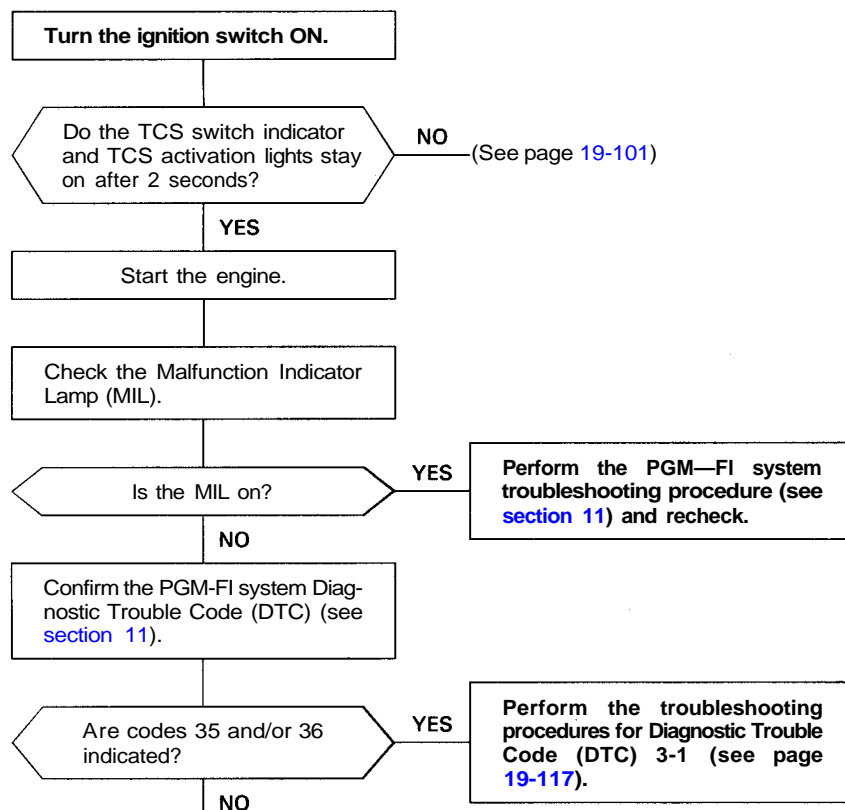 Turn the ignition switch ON.
Do the TCS switch indicator
and TCS activation lights stay
on after 2 seconds?
NO
(See page 19-101)
YES
Start the engine.
Check the Malfunction Indicator
Lamp (MIL).
Is the MIL on?
YES
Perform the PGM—FI system
troubleshooting procedure (see
section 11) and recheck.
NO
Confirm the PGM-FI system Diag-
nostic Trouble Code (DTC) (see
section 11).
Are codes 35 and/or 36
indicated?
YES
Perform the troubleshooting
procedures for Diagnostic Trouble
Code (DTC) 3-1 (see page
19-117).
NO